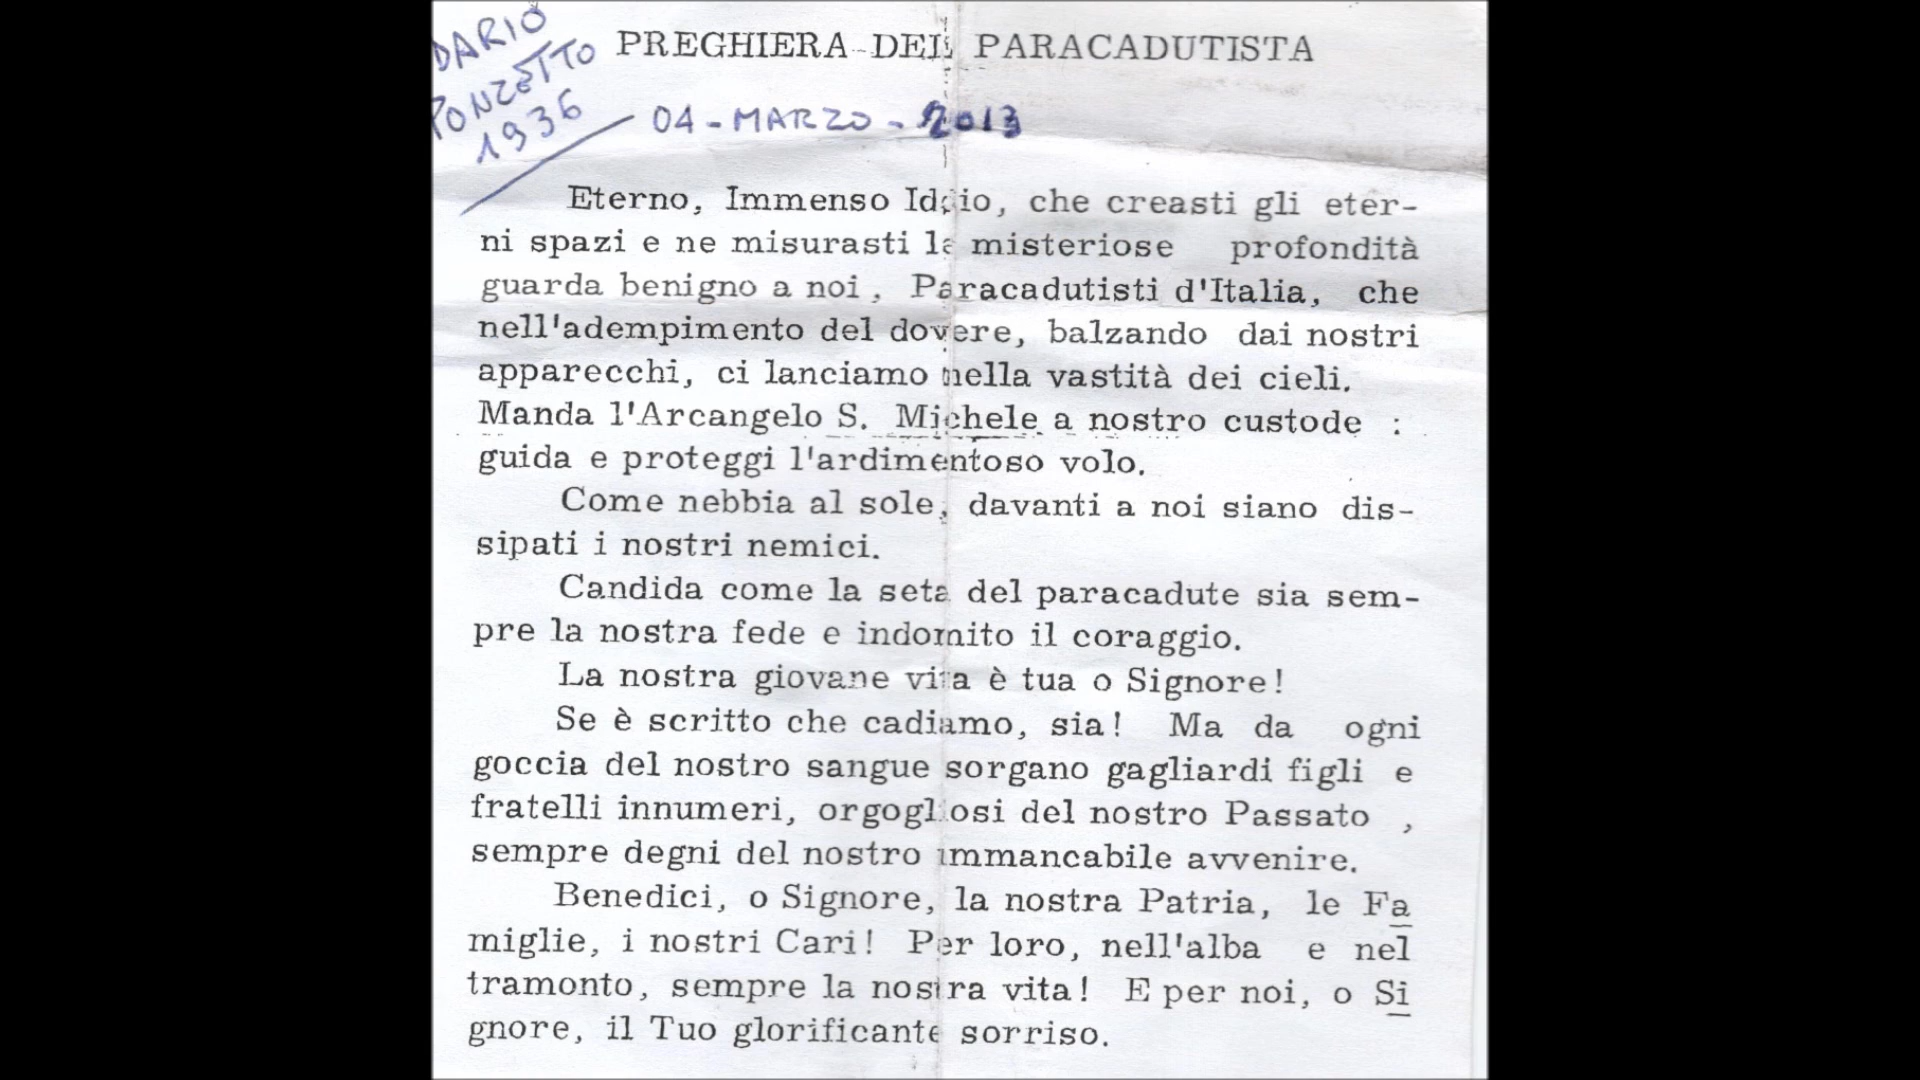 DARIO
PONZETTO
1936
PREGHIERA DEL PARACADUTISTA
04-MARZO-2013
Eterno, Immenso Iddio, che creasti gli eter-
ni spazi e ne misurasti le misteriose profondità
guarda benigno a noi, Paracadutisti d'Italia, che
nell'adempimento del dovere, balzando dai nostri
apparecchi, ci lanciamo nella vastità dei cieli.
Manda l'Arcangelo S. Michele a nostro custode :
guida e proteggi l'ardimentoso volo.
Come nebbia al sole, davanti a noi siano dis-
sipati i nostri nemici.
Candida come la seta del paracadute sia sem-
pre la nostra fede e indomito il coraggio.
La nostra giovane vita è tua o Signore!
Se è scritto che cadiamo, sia! Ma da ogni
goccia del nostro sangue sorgano gagliardi figli e
fratelli innumeri, orgogliosi del nostro Passato ,
sempre degni del nostro immancabile avvenire.
Benedici, o Signore, la nostra Patria, le Fa
miglie, i nostri Cari! Per loro, nell'alba e nel
tramonto, sempre la nostra vita! E per noi, o Si
gnore, il Tuo glorificante sorriso.